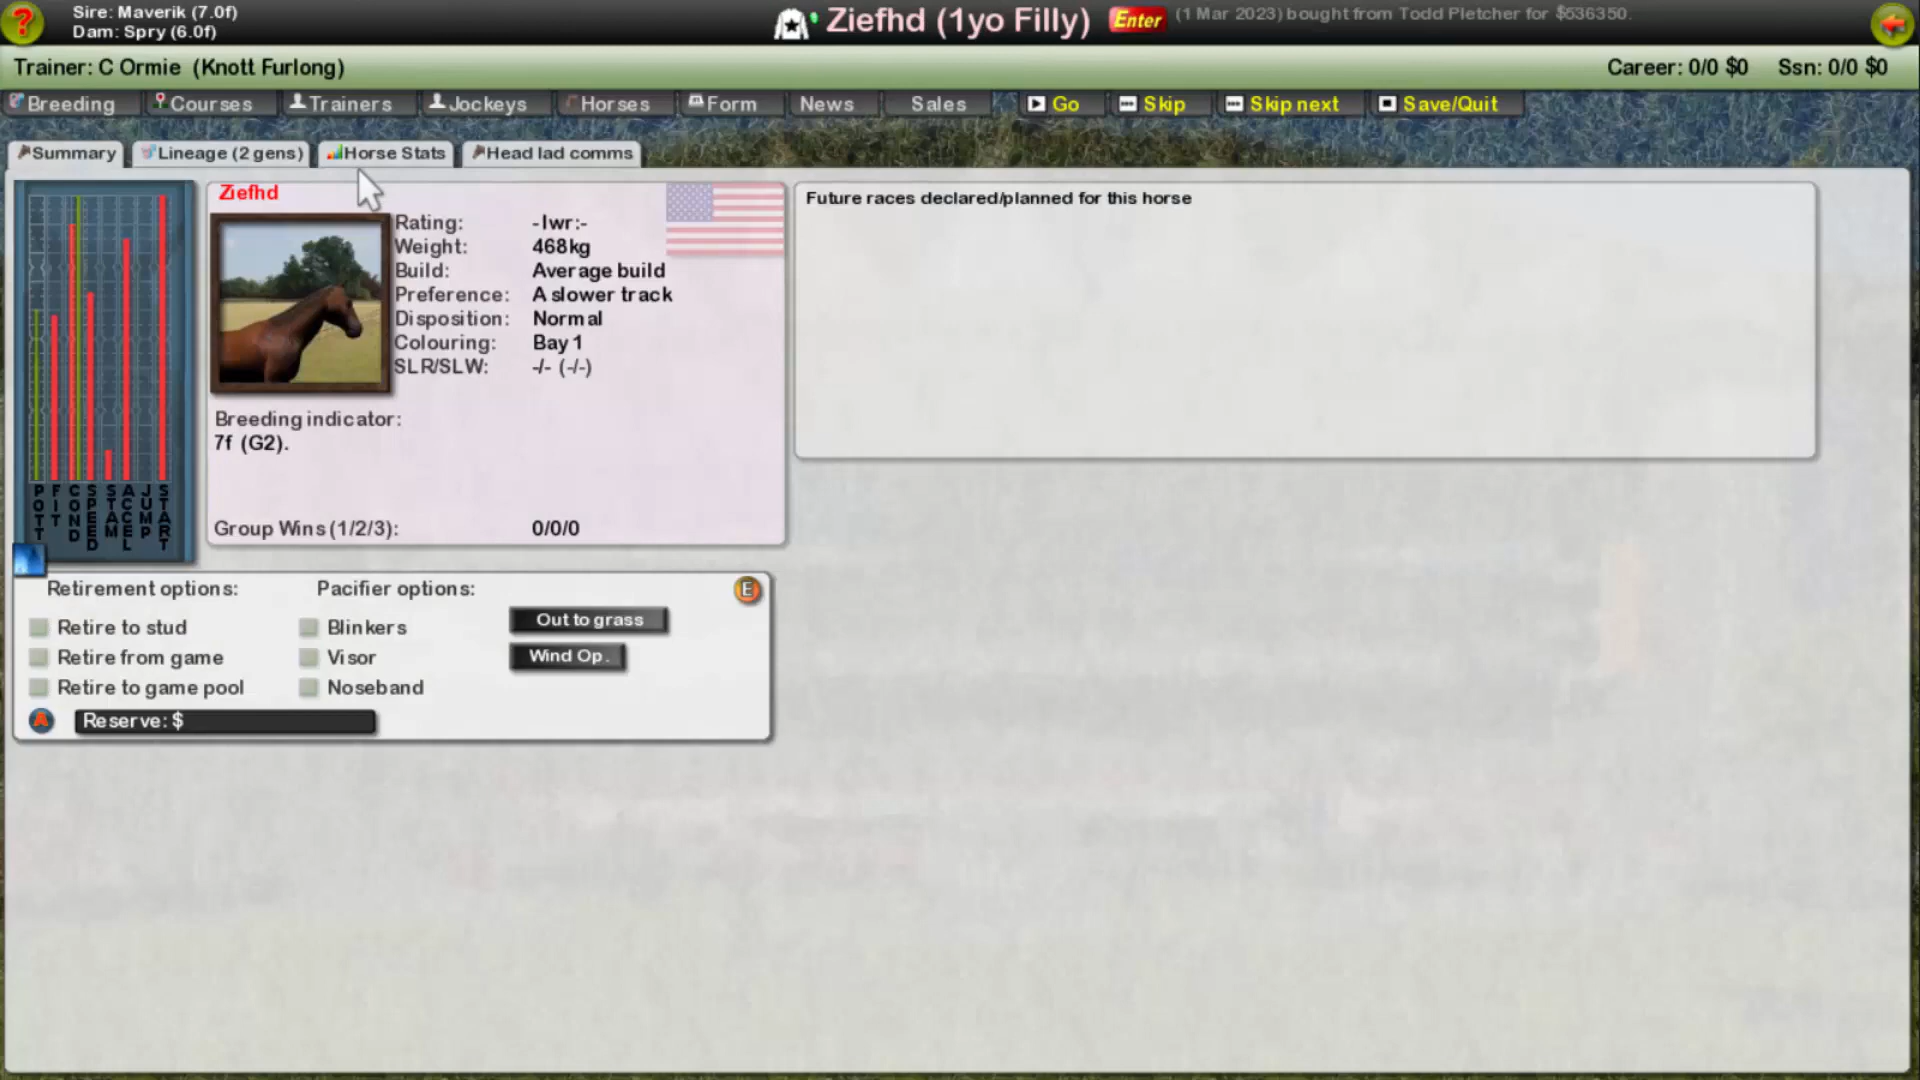 Sire: Maverik (7.0f)
Dam: Spry (6.0f)
Ziefhd (1yo Filly) Enter (1 Mar 2023) bought from Todd Pletcher for $536350.
Trainer: C Ormie (Knott Furlong) Career: 0/0 $0 Ssn: 0/0 $0
Breeding Courses Trainers Jockeys Horses Form News Sales Go Skip Skip next Save/Quit
Summary Lineage (2 gens) Horse Stats Head lad comms
Ziefhd
Rating: -lwr:-
Weight: 468kg
Build: Average build
Preference: A slower track
Disposition: Normal
Colouring: Bay 1
SLR/SLW: -/- (-/-)
Breeding indicator:
7f (G2).
Group Wins (1/2/3): 0/0/0
POTT FIT COND SPEED STAM ACCEL JUMP START
Future races declared/planned for this horse
Retirement options: Pacifier options: E
Retire to stud Blinkers Out to grass
Retire from game Visor Wind Op.
Retire to game pool Noseband
A Reserve: $